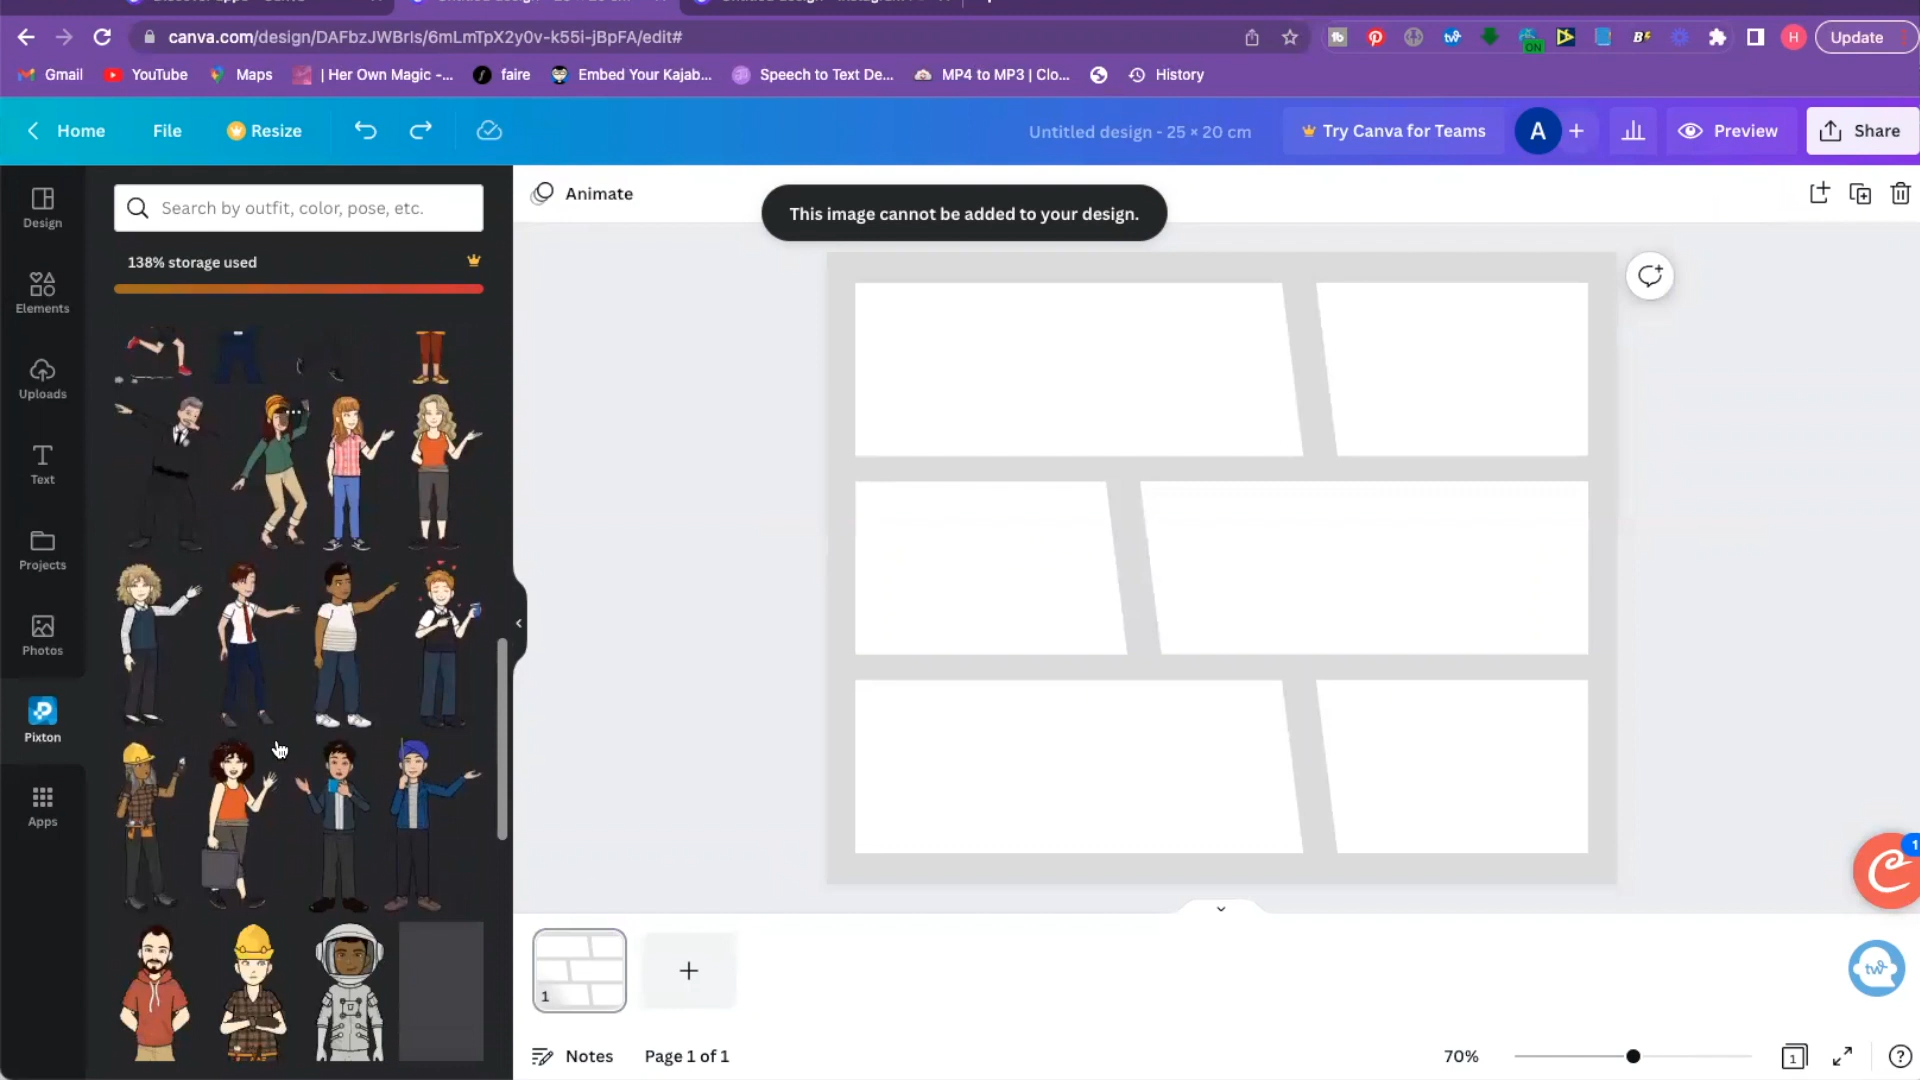 canva.com/design/DAFbzJWBrls/6mLmTpX2y0v-k55i-jBpFA/edit#
ON
H
Update
Gmail
YouTube
Maps
| Her Own Magic -...
faire
Embed Your Kajab...
Speech to Text De...
MP4 to MP3 | Clo...
History
Home
File
Resize
Untitled design - 25 × 20 cm
Try Canva for Teams
A
Preview
Share
Design
Elements
Uploads
Text
Projects
Photos
Pixton
Apps
Search by outfit, color, pose, etc.
138% storage used
Animate
This image cannot be added to your design.
1
1
Notes
Page 1 of 1
70%
1